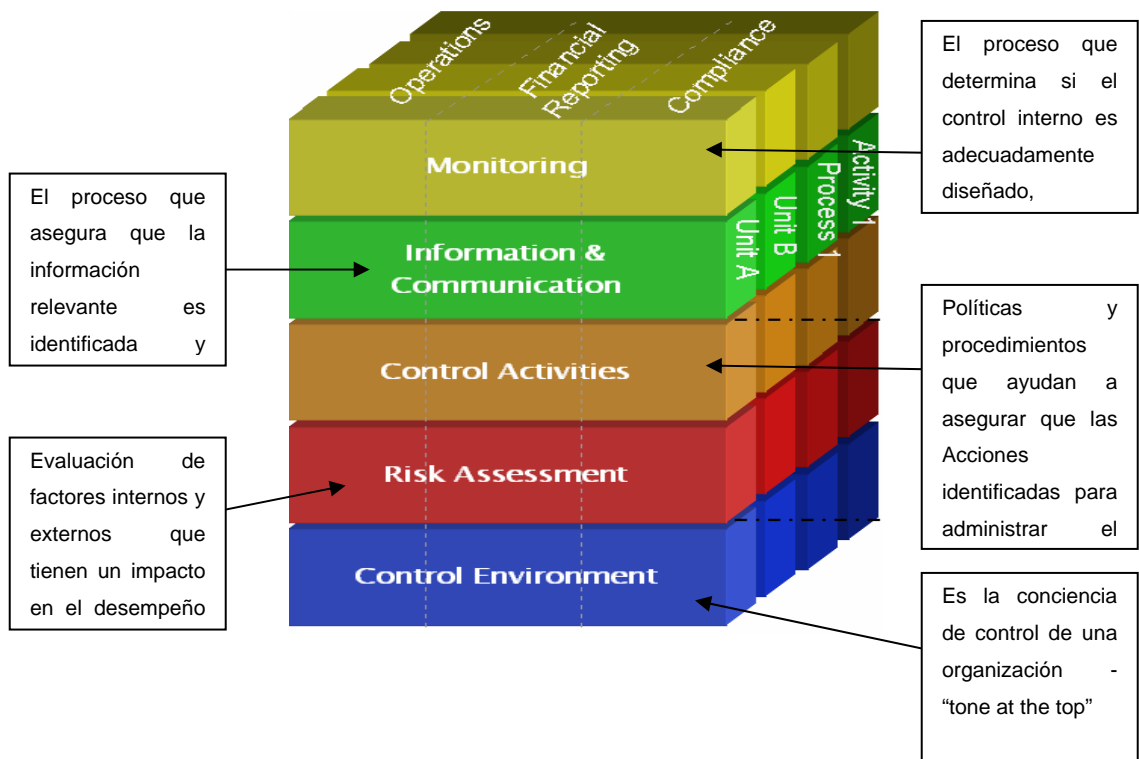 Operations
Financial
Reporting
Compliance
Monitoring
Information &
Communication
Control Activities
Risk Assessment
Control Environment
Unit A
Unit B
Process 1
Activity 1
El proceso que
asegura que la
información
relevante es
identificada y
Evaluación de
factores internos y
externos que
tienen un impacto
en el desempeño
El proceso que
determina si el
control interno es
adecuadamente
diseñado,
Políticas y
procedimientos
que ayudan a
asegurar que las
Acciones
identificadas para
administrar el
Es la conciencia
de control de una
organización -
“tone at the top”